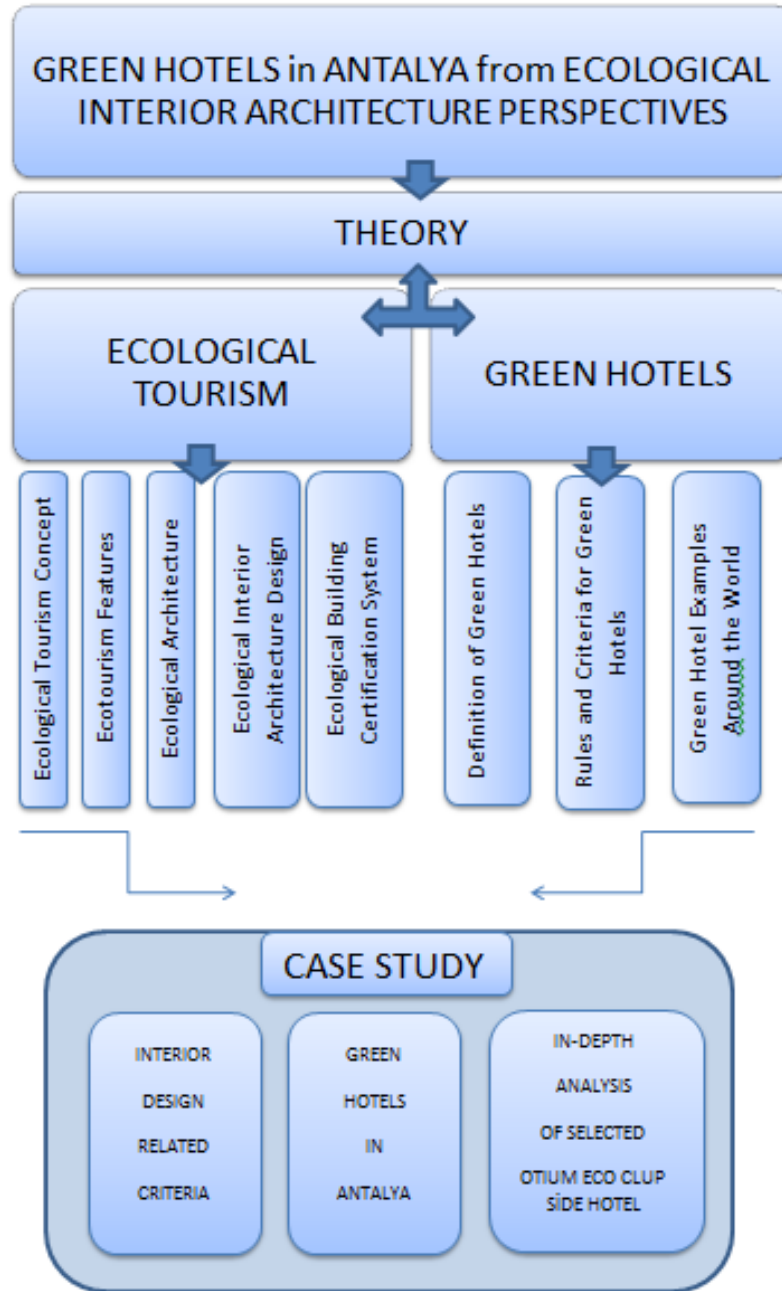 GREEN HOTELS in ANTALYA from ECOLOGICAL
INTERIOR ARCHITECTURE PERSPECTIVES
THEORY
ECOLOGICAL
TOURISM
GREEN HOTELS
Ecological Tourism Concept
Ecotourism Features
Ecological Architecture
Ecological Interior
Architecture Design
Ecological Building
Certification System
Definition of Green Hotels
Rules and Criteria for Green
Hotels
Green Hotel Examples
Around the World
CASE STUDY
INTERIOR
DESIGN
RELATED
CRITERIA
GREEN
HOTELS
IN
ANTALYA
IN-DEPTH
ANALYSIS
OF SELECTED
OTIUM ECO CLUP
SİDE HOTEL